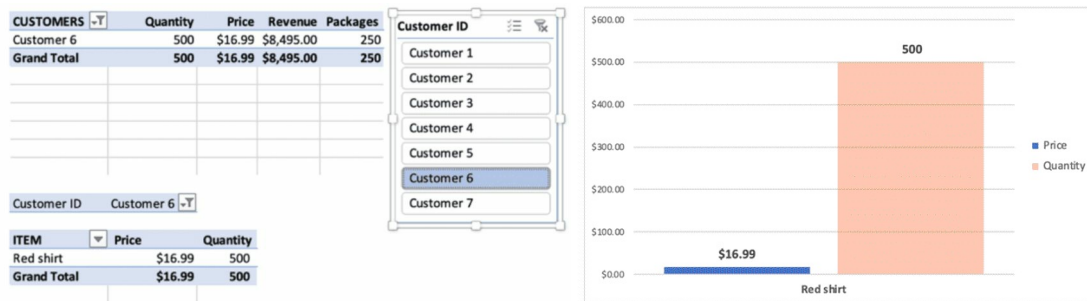 CUSTOMERS Quantity Price Revenue Packages
Customer 6 500 $16.99 $8,495.00 250
Grand Total 500 $16.99 $8,495.00 250
Customer ID Customer 6
ITEM Price Quantity
Red shirt $16.99 500
Grand Total $16.99 500
Customer ID
Customer 1
Customer 2
Customer 3
Customer 4
Customer 5
Customer 6
Customer 7
$600.00
$500.00
$400.00
$300.00
$200.00
$100.00
$0.00
500
$16.99
Red shirt
Price
Quantity